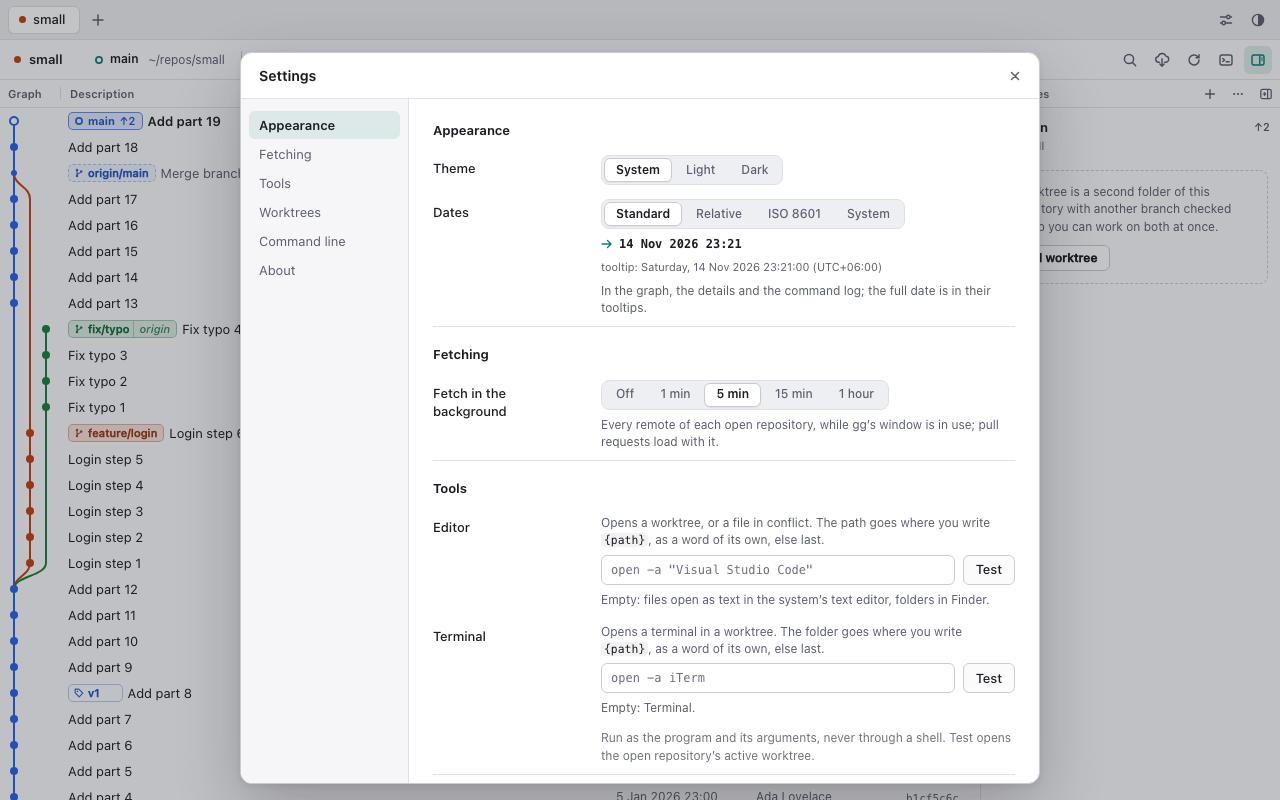 small
small
main ~/repos/small
Graph Description
main ↑2 Add part 19
Add part 18
origin/main Merge branch
Add part 17
Add part 16
Add part 15
Add part 14
Add part 13
fix/typo origin Fix typo 4
Fix typo 3
Fix typo 2
Fix typo 1
feature/login Login step 6
Login step 5
Login step 4
Login step 3
Login step 2
Login step 1
Add part 12
Add part 11
Add part 10
Add part 9
v1 Add part 8
Add part 7
Add part 6
Add part 5
Add part 4
5 Jan 2026 23:00 Ada Lovelace b1cf5c6c
Settings
Appearance
Fetching
Tools
Worktrees
Command line
About
Appearance
Theme
System Light Dark
Dates
Standard Relative ISO 8601 System
→ 14 Nov 2026 23:21
tooltip: Saturday, 14 Nov 2026 23:21:00 (UTC+06:00)
In the graph, the details and the command log; the full date is in their
tooltips.
Fetching
Fetch in the
background
Off 1 min 5 min 15 min 1 hour
Every remote of each open repository, while gg's window is in use; pull
requests load with it.
Tools
Editor
Opens a worktree, or a file in conflict. The path goes where you write
{path}, as a word of its own, else last.
open -a "Visual Studio Code"
Test
Empty: files open as text in the system's text editor, folders in Finder.
Terminal
Opens a terminal in a worktree. The folder goes where you write
{path}, as a word of its own, else last.
open -a iTerm
Test
Empty: Terminal.
Run as the program and its arguments, never through a shell. Test opens
the open repository's active worktree.
↑2
is a second folder of this
with another branch checked
you can work on both at once.
worktree